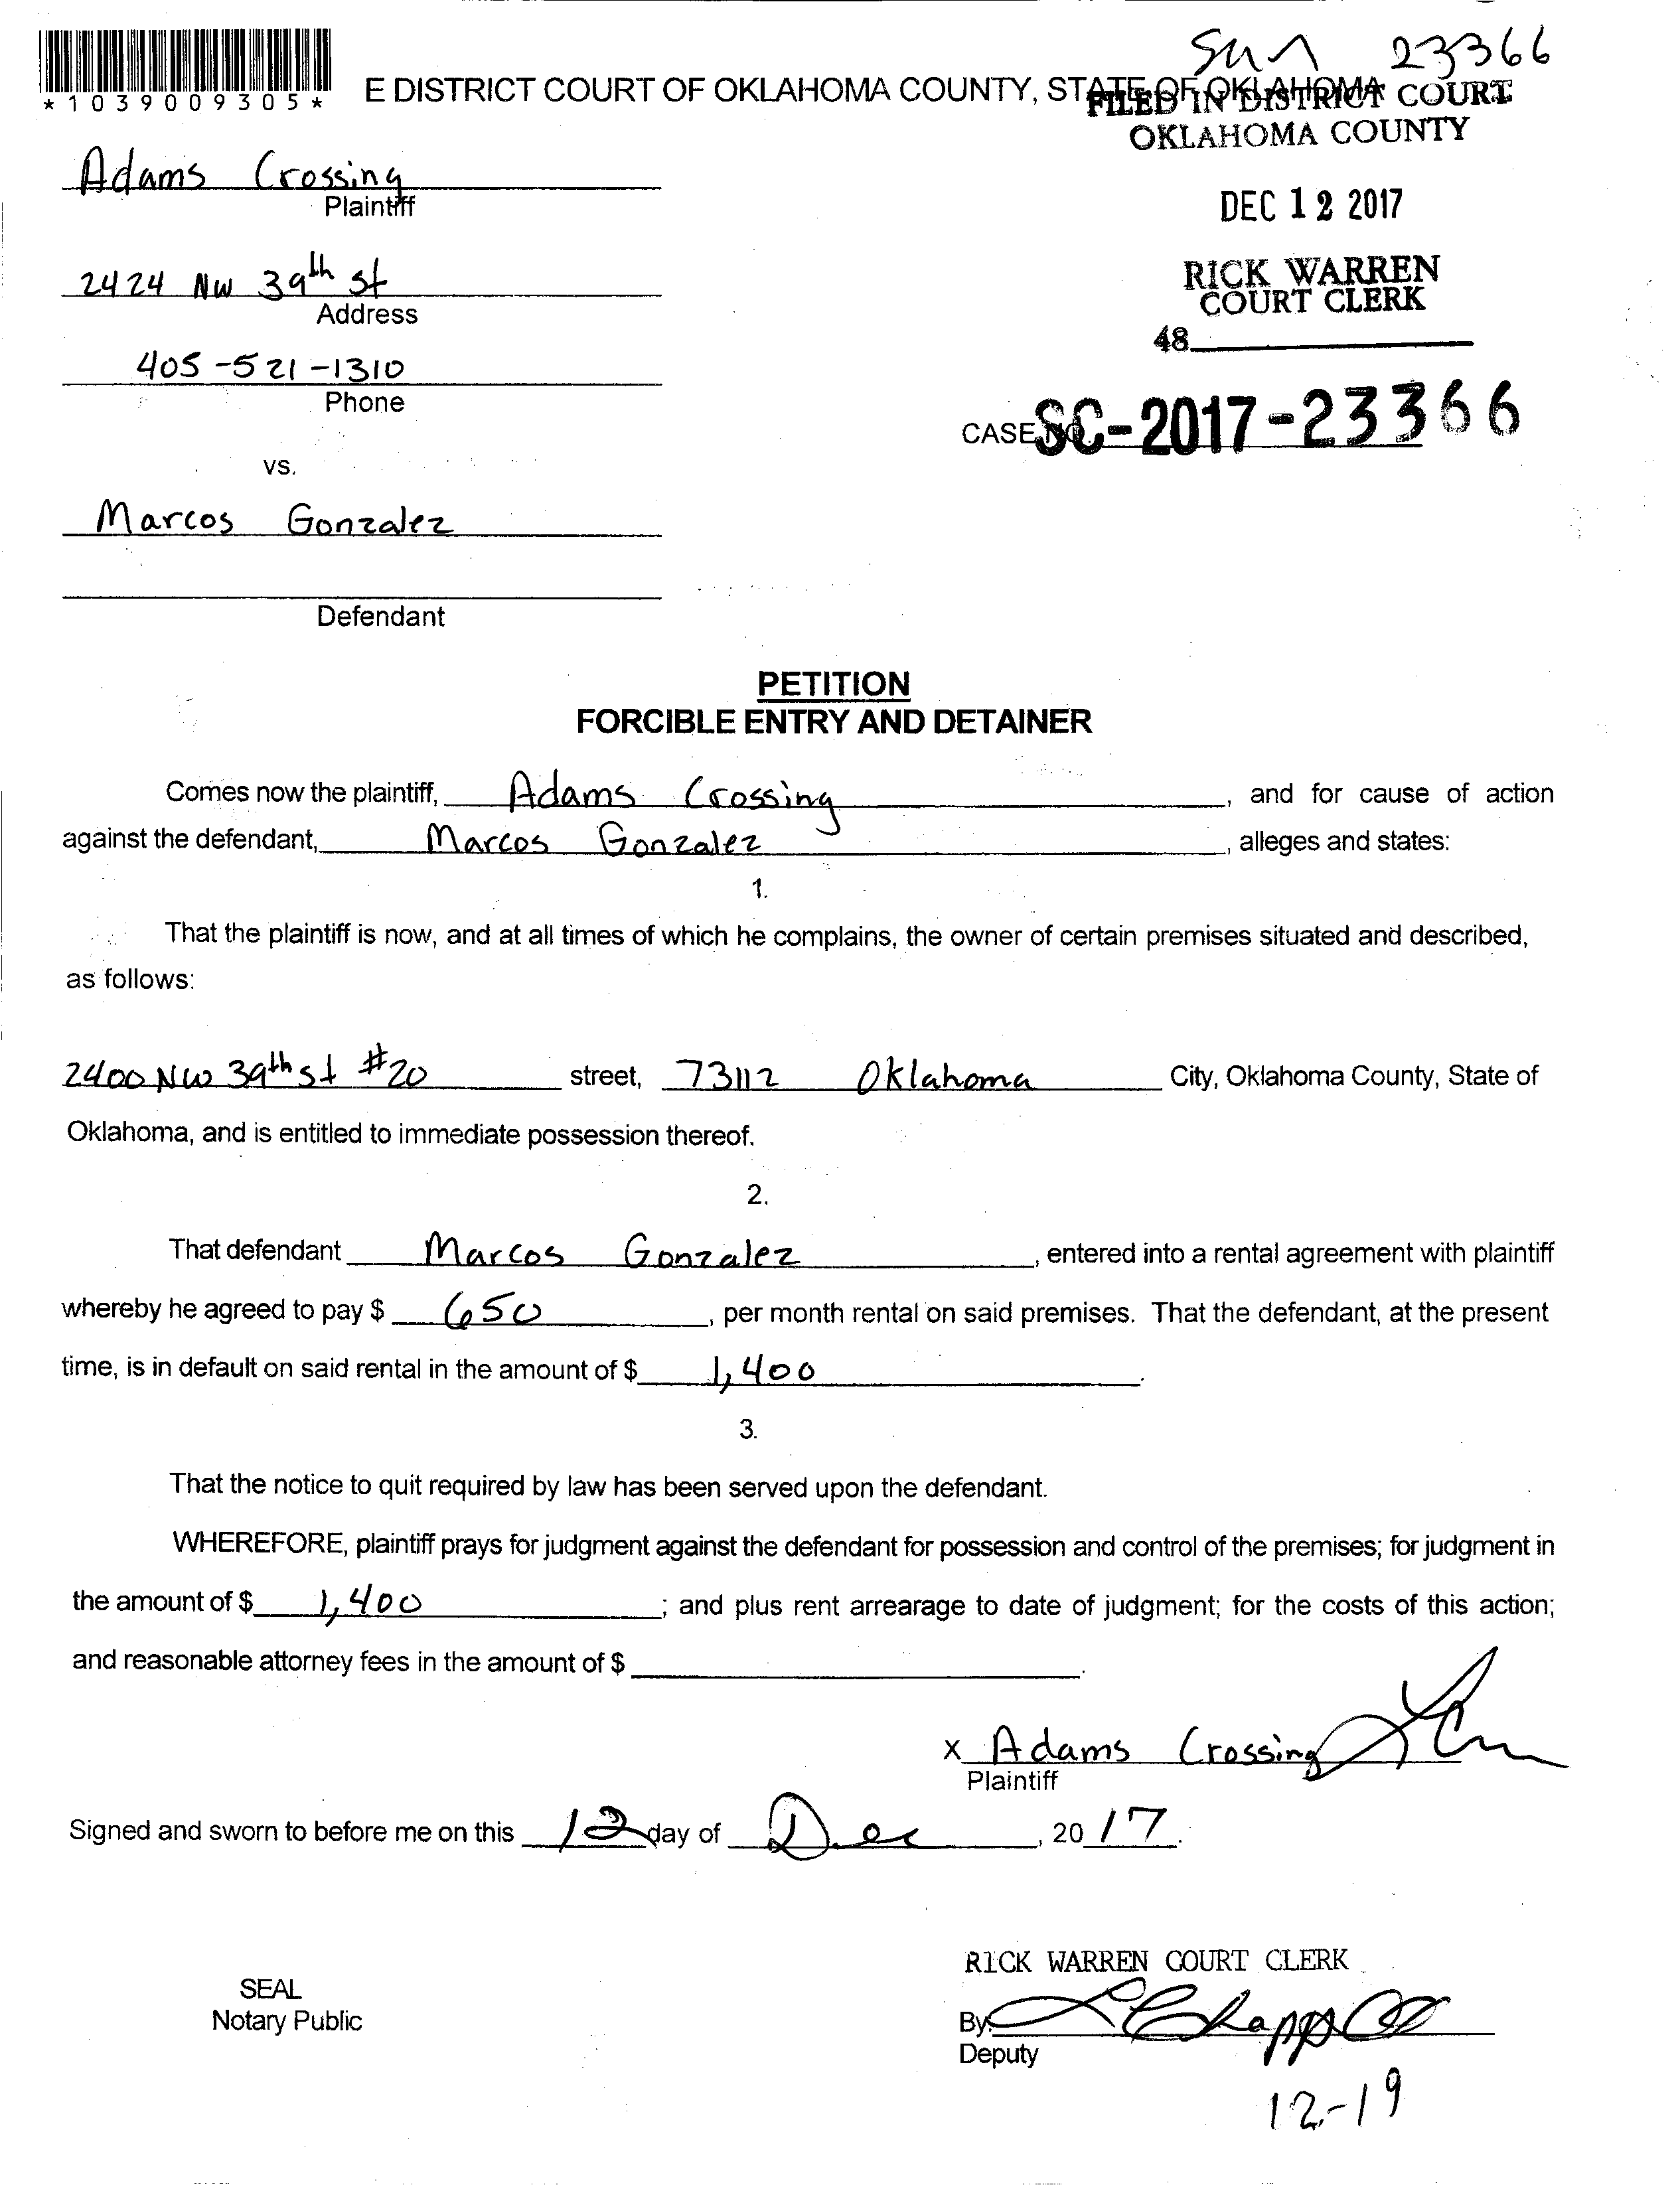 Sum 23366
*1039009305*
E DISTRICT COURT OF OKLAHOMA COUNTY, STATE OF OKLAHOMA
FILED IN DISTRICT COURT
OKLAHOMA COUNTY
Adams Crossing
Plaintiff
DEC 12 2017
2424 NW 39th St
Address
RICK WARREN
COURT CLERK
48
405-521-1310
Phone
CASE NO. SC-2017-23366
vs.
Marcos Gonzalez
Defendant
PETITION
FORCIBLE ENTRY AND DETAINER
Comes now the plaintiff, Adams Crossing, and for cause of action
against the defendant, Marcos Gonzalez, alleges and states:
1.
That the plaintiff is now, and at all times of which he complains, the owner of certain premises situated and described,
as follows:
2400 NW 39th St #20 street, 73112 Oklahoma City, Oklahoma County, State of
Oklahoma, and is entitled to immediate possession thereof.
2.
That defendant Marcos Gonzalez, entered into a rental agreement with plaintiff
whereby he agreed to pay $ 650, per month rental on said premises. That the defendant, at the present
time, is in default on said rental in the amount of $ 1,400.
3.
That the notice to quit required by law has been served upon the defendant.
WHEREFORE, plaintiff prays for judgment against the defendant for possession and control of the premises; for judgment in
the amount of $ 1,400; and plus rent arrearage to date of judgment; for the costs of this action;
and reasonable attorney fees in the amount of $ .
x Adams Crossing
Plaintiff
Signed and sworn to before me on this 12 day of Dec, 2017.
RICK WARREN COURT CLERK
SEAL
Notary Public
By:
Deputy
12-19